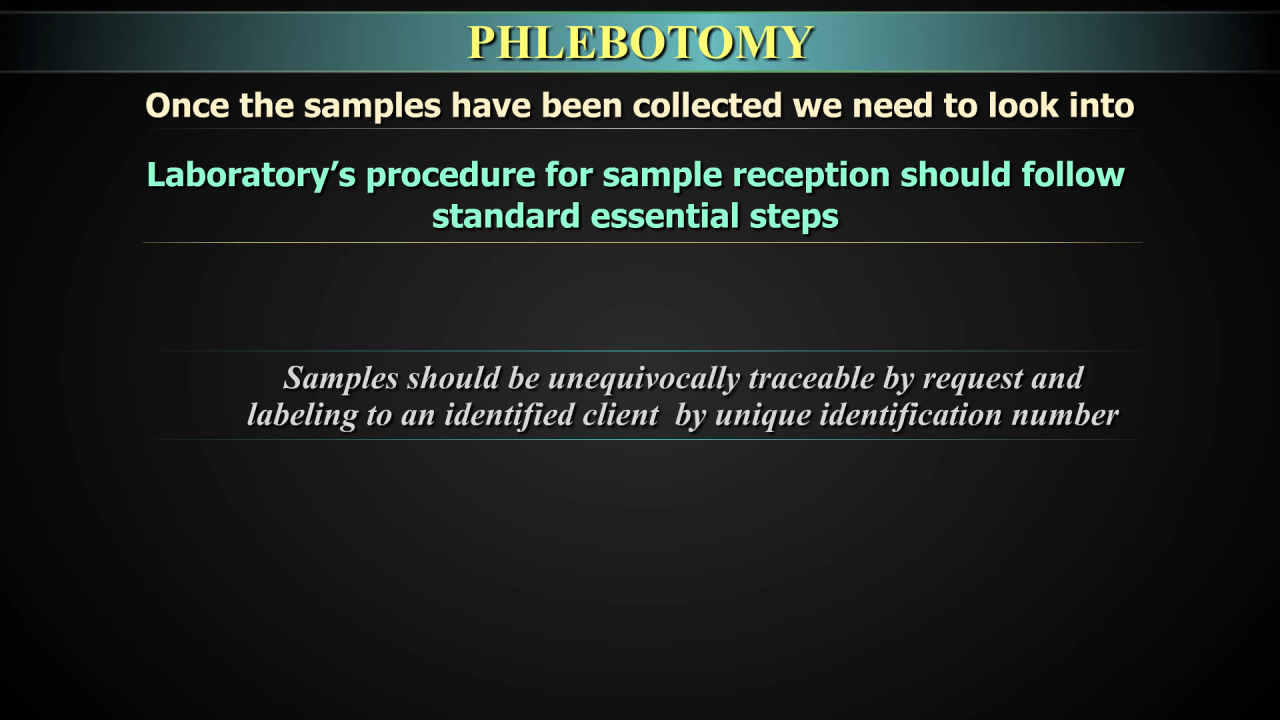 PHLEBOTOMY
Once the samples have been collected we need to look into
Laboratory’s procedure for sample reception should follow
standard essential steps
Samples should be unequivocally traceable by request and
labeling to an identified client  by unique identification number